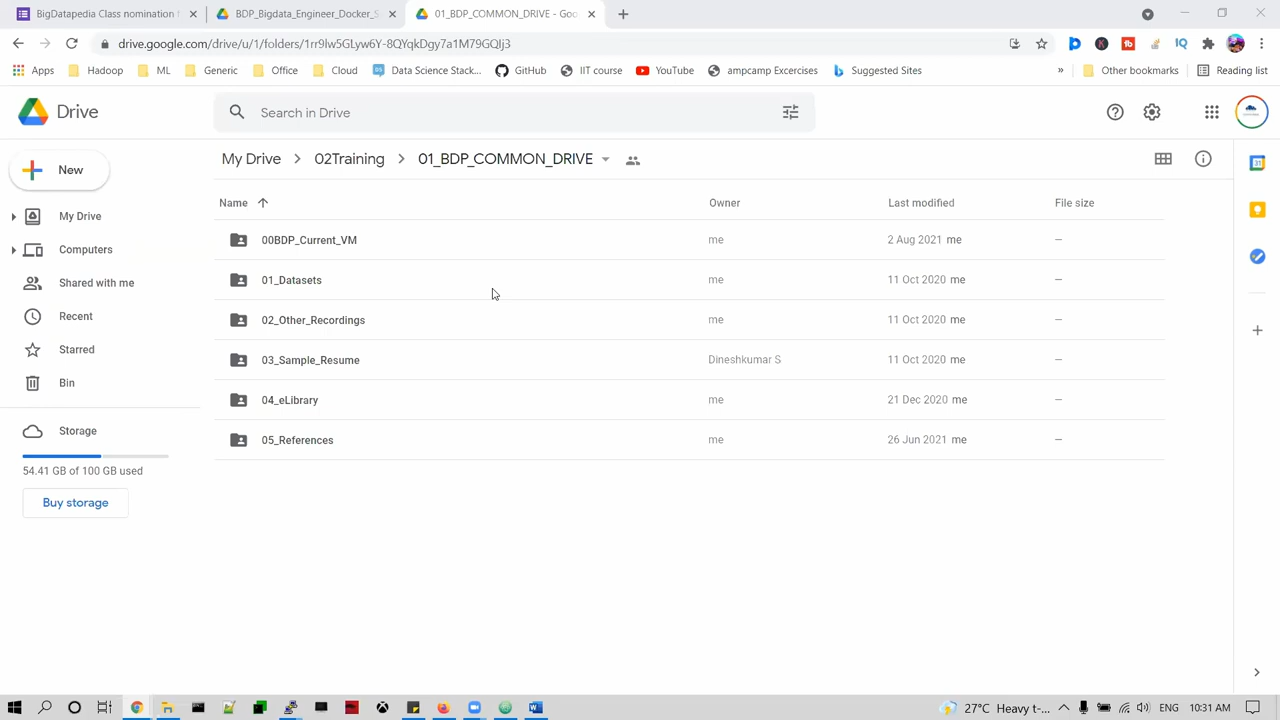 BigDatapedia Class nomination
BDP_Bigdata_Engineer_Docker_S
01_BDP_COMMON_DRIVE - Goo
drive.google.com/drive/u/1/folders/1rr9lw5GLyw6Y-8QYqkDgy7a1M79GQIj3
Apps
Hadoop
ML
Generic
Office
Cloud
Data Science Stack...
GitHub
IIT course
YouTube
ampcamp Excercises
Suggested Sites
»
Other bookmarks
Reading list
Drive
Search in Drive
New
My Drive
Computers
Shared with me
Recent
Starred
Bin
Storage
54.41 GB of 100 GB used
Buy storage
My Drive > 02Training > 01_BDP_COMMON_DRIVE
Name Owner Last modified File size
00BDP_Current_VM me 2 Aug 2021 me —
01_Datasets me 11 Oct 2020 me —
02_Other_Recordings me 11 Oct 2020 me —
03_Sample_Resume Dineshkumar S 11 Oct 2020 me —
04_eLibrary me 21 Dec 2020 me —
05_References me 26 Jun 2021 me —
27°C Heavy t-... ENG 10:31 AM